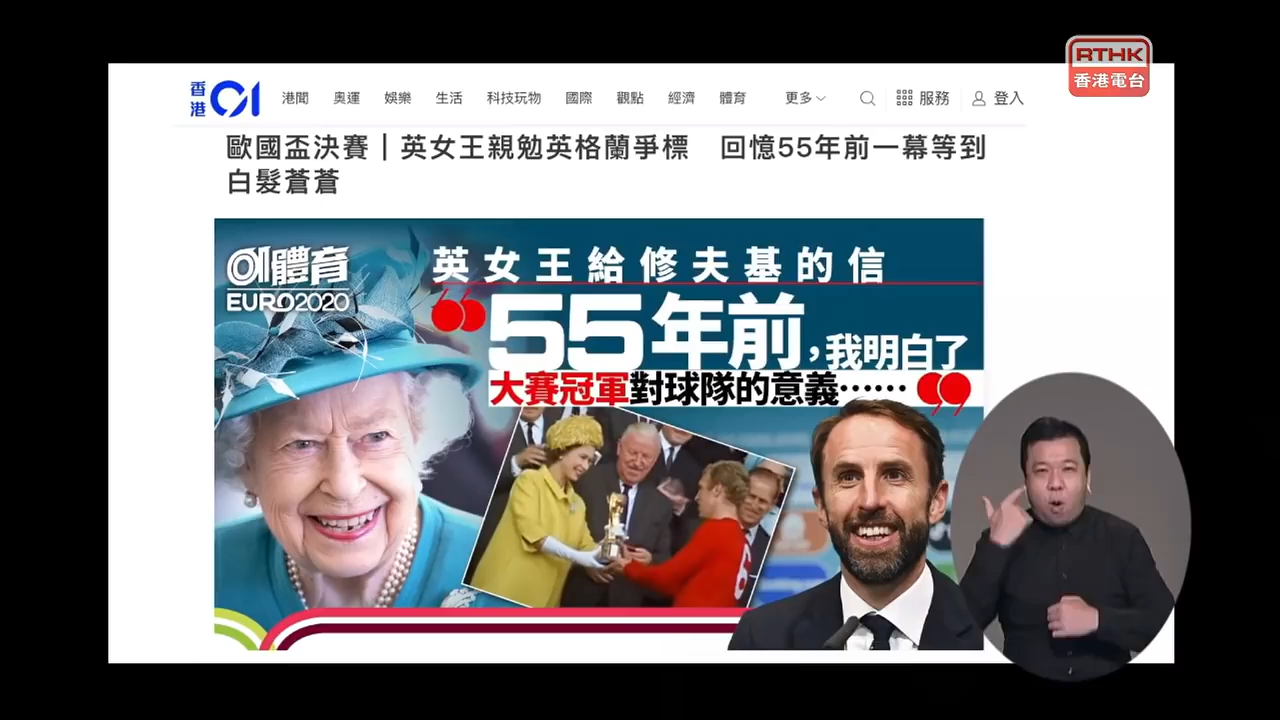 RTHK
香港電台
香港01
港聞 奧運 娛樂 生活 科技玩物 國際 觀點 經濟 體育 更多 服務 登入
歐國盃決賽｜英女王親勉英格蘭爭標 回憶55年前一幕等到
白髮蒼蒼
01體育
EURO2020
英女王給修夫基的信
“55年前,我明白了
大賽冠軍對球隊的意義……”
6